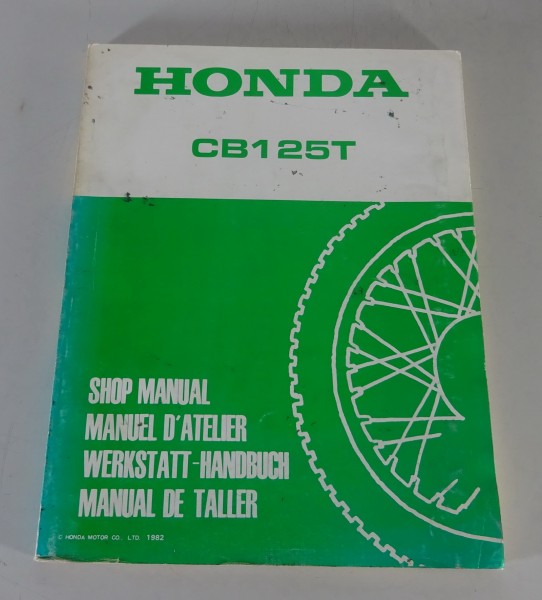 HONDA
CB125T
SHOP MANUAL
MANUEL D'ATELIER
WERKSTATT-HANDBUCH
MANUAL DE TALLER
© HONDA MOTOR CO. LTD. 1982